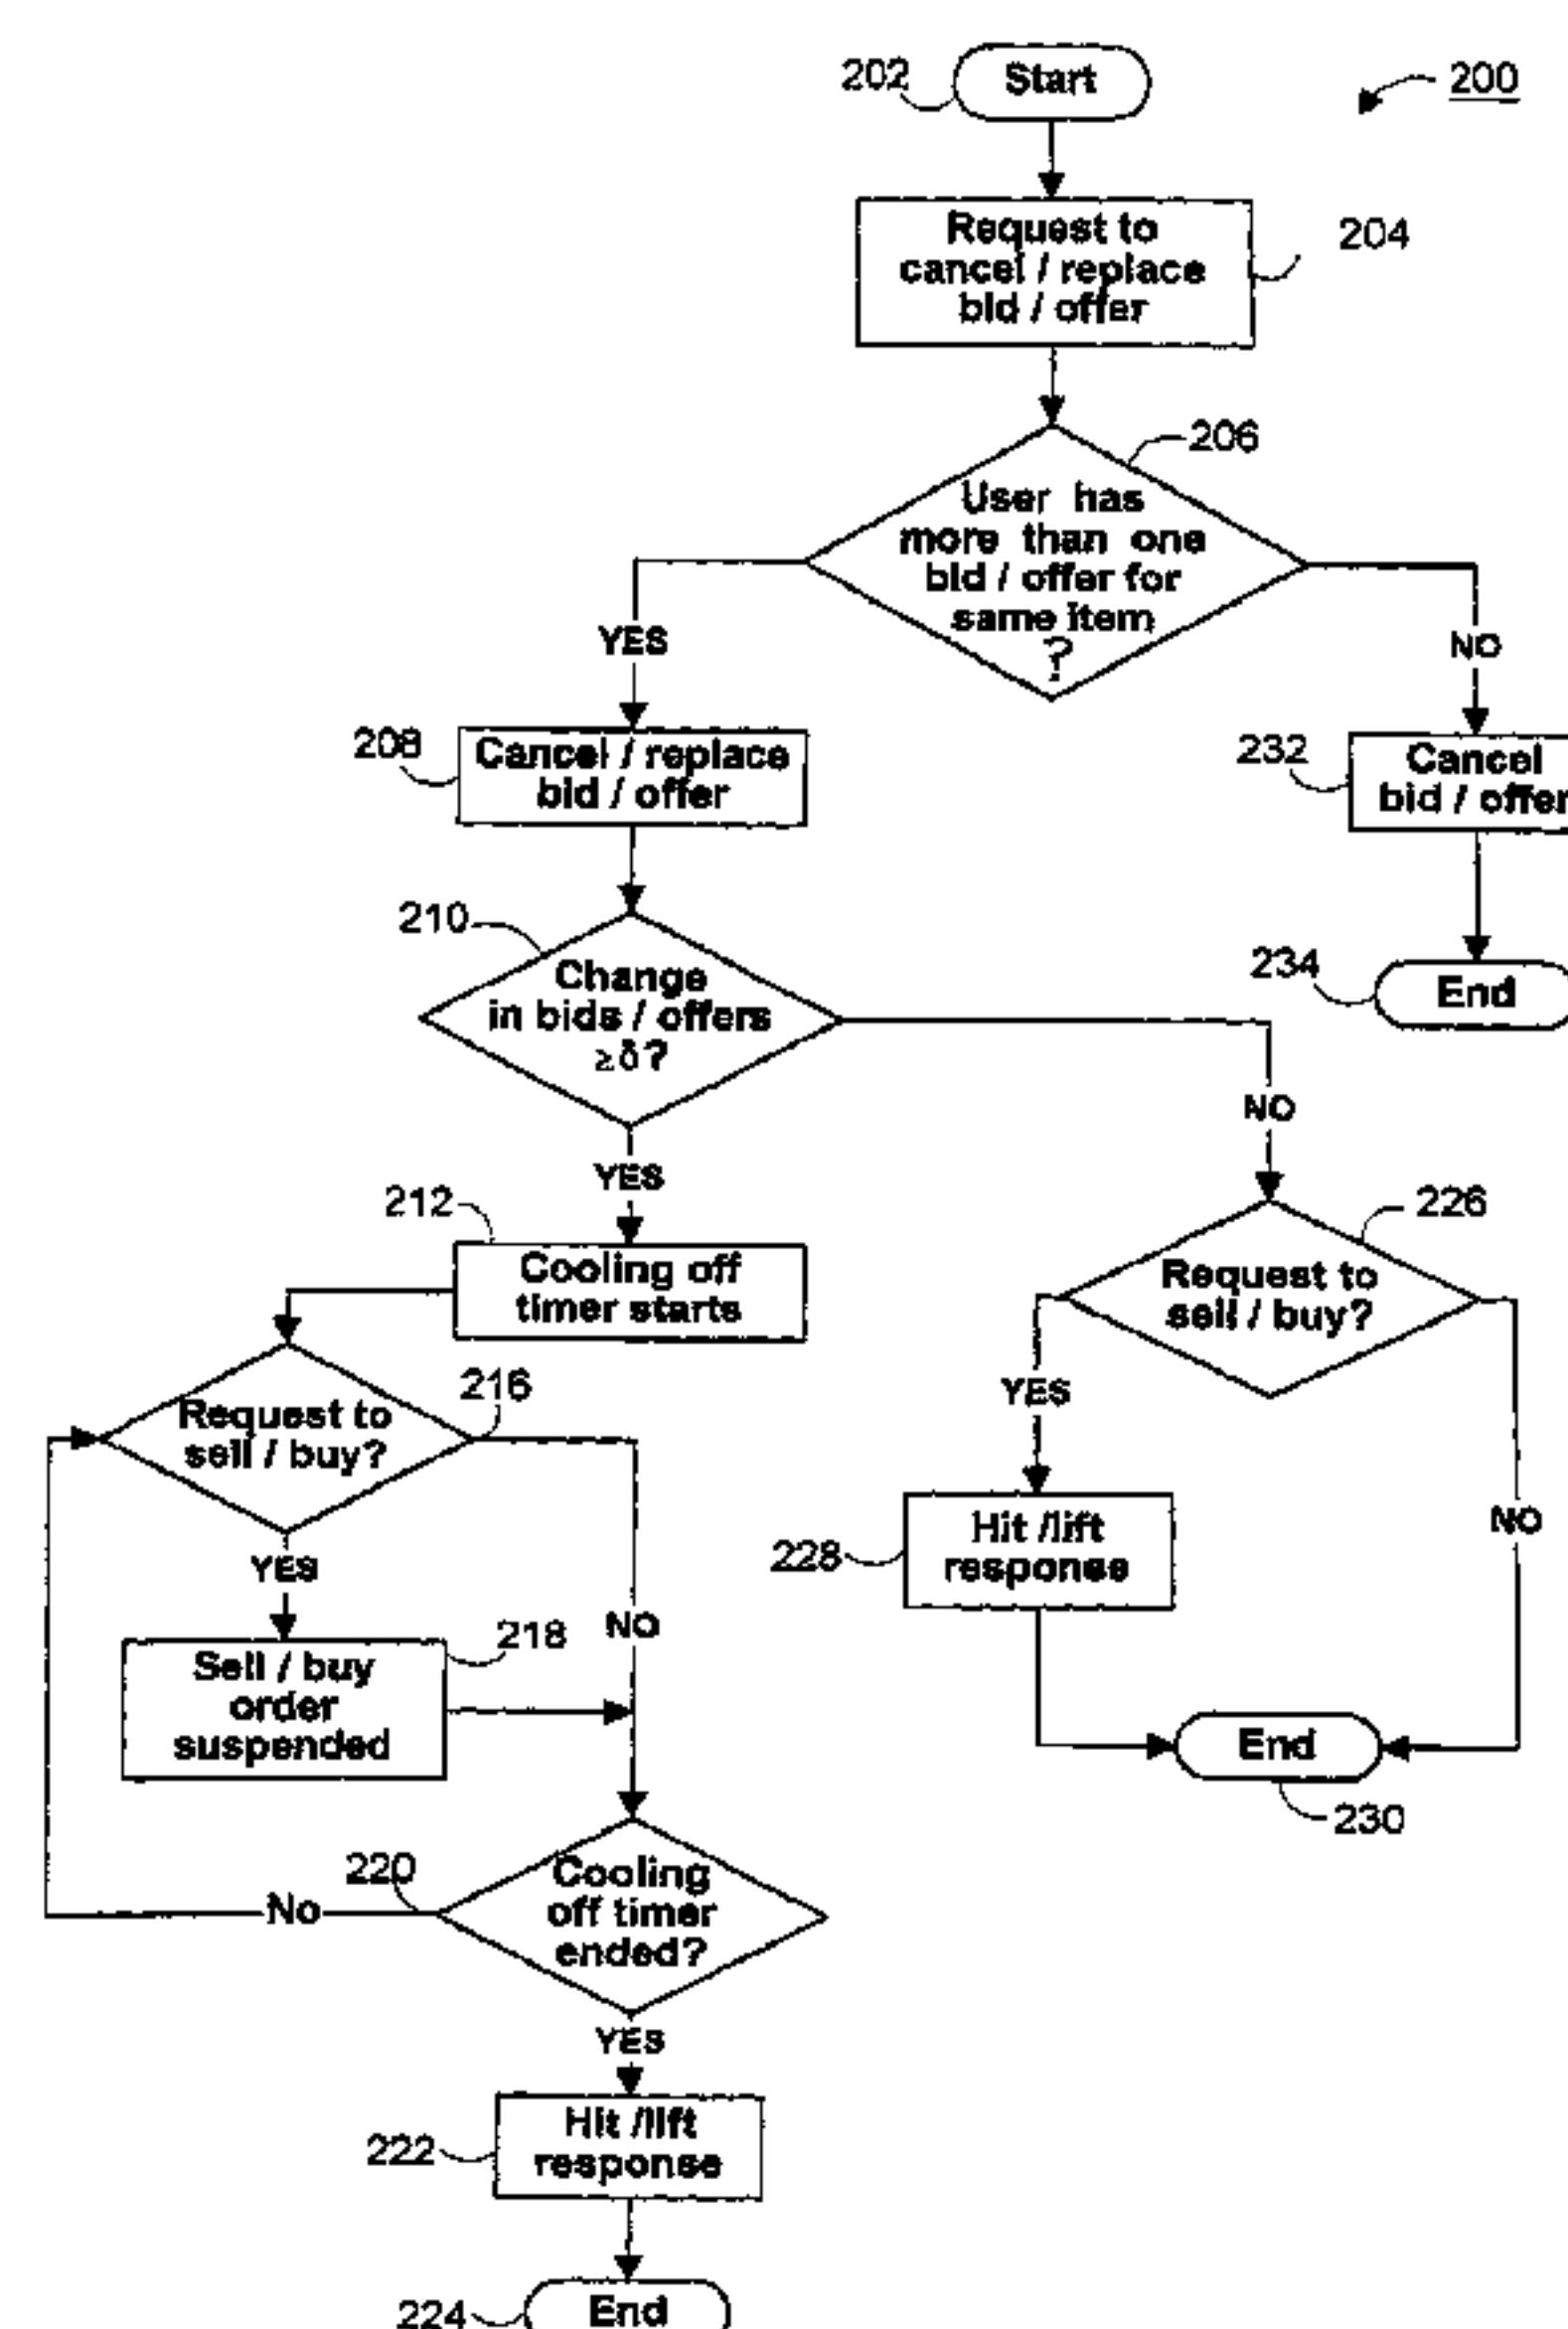 202
Start
200
Request to
cancel / replace
bid / offer
204
206
User has
more than one
bid / offer for
same item
?
YES
NO
208
Cancel / replace
bid / offer
232
Cancel
bid / offer
210
Change
in bids / offers
≥δ?
234
End
NO
YES
212
Cooling off
timer starts
226
Request to
sell / buy?
216
Request to
sell / buy?
YES
NO
228
Hit /lift
response
YES
218
NO
Sell / buy
order
suspended
End
230
220
Cooling
off timer
ended?
No
YES
222
Hit /lift
response
224
End